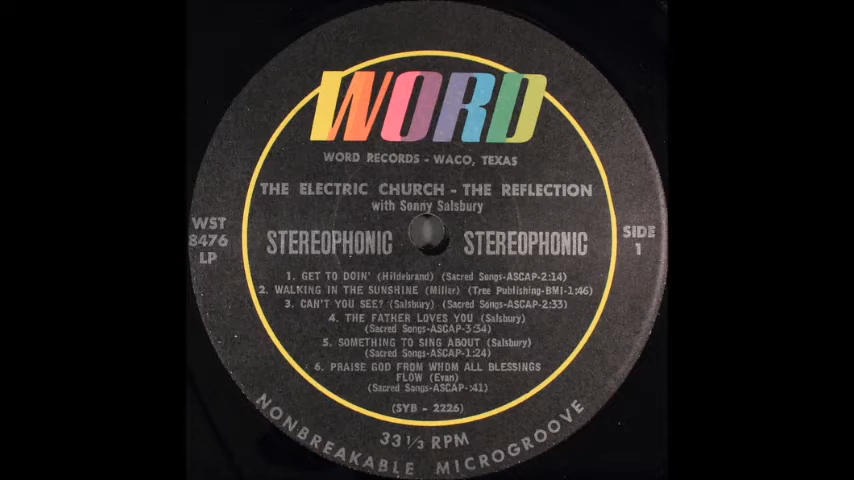 WORD
WORD RECORDS - WACO, TEXAS
THE ELECTRIC CHURCH - THE REFLECTION
with Sonny Salsbury
WST
8476
LP
STEREOPHONIC STEREOPHONIC
SIDE
1
1. GET TO DOIN' (Hildebrand) (Sacred Songs-ASCAP-2:14)
2. WALKING IN THE SUNSHINE (Miller) (Tree Publishing-BMI-1:46)
3. CAN'T YOU SEE? (Salsbury) (Sacred Songs-ASCAP-2:33)
4. THE FATHER LOVES YOU (Salsbury)
(Sacred Songs-ASCAP-3:34)
5. SOMETHING TO SING ABOUT (Salsbury)
(Sacred Songs-ASCAP-1:24)
6. PRAISE GOD FROM WHOM ALL BLESSINGS
FLOW (Evan)
(Sacred Songs-ASCAP-:41)
(SYB - 2226)
33 1/3 RPM
NONBREAKABLE MICROGROOVE